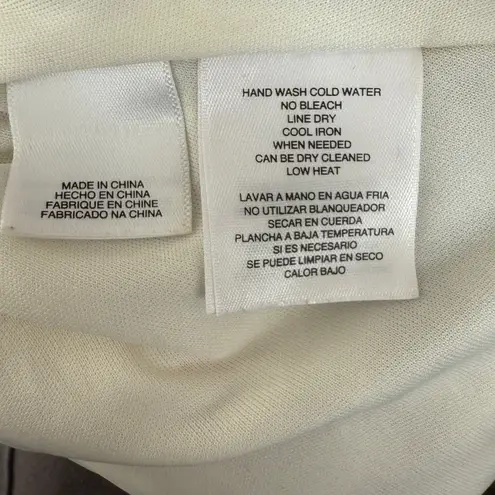 MADE IN CHINA
HECHO EN CHINA
FABRIQUE EN CHINE
FABRICADO NA CHINA
HAND WASH COLD WATER
NO BLEACH
LINE DRY
COOL IRON
WHEN NEEDED
CAN BE DRY CLEANED
LOW HEAT
LAVAR A MANO EN AGUA FRIA
NO UTILIZAR BLANQUEADOR
SECAR EN CUERDA
PLANCHA A BAJA TEMPERATURA
SI ES NECESARIO
SE PUEDE LIMPIAR EN SECO
CALOR BAJO